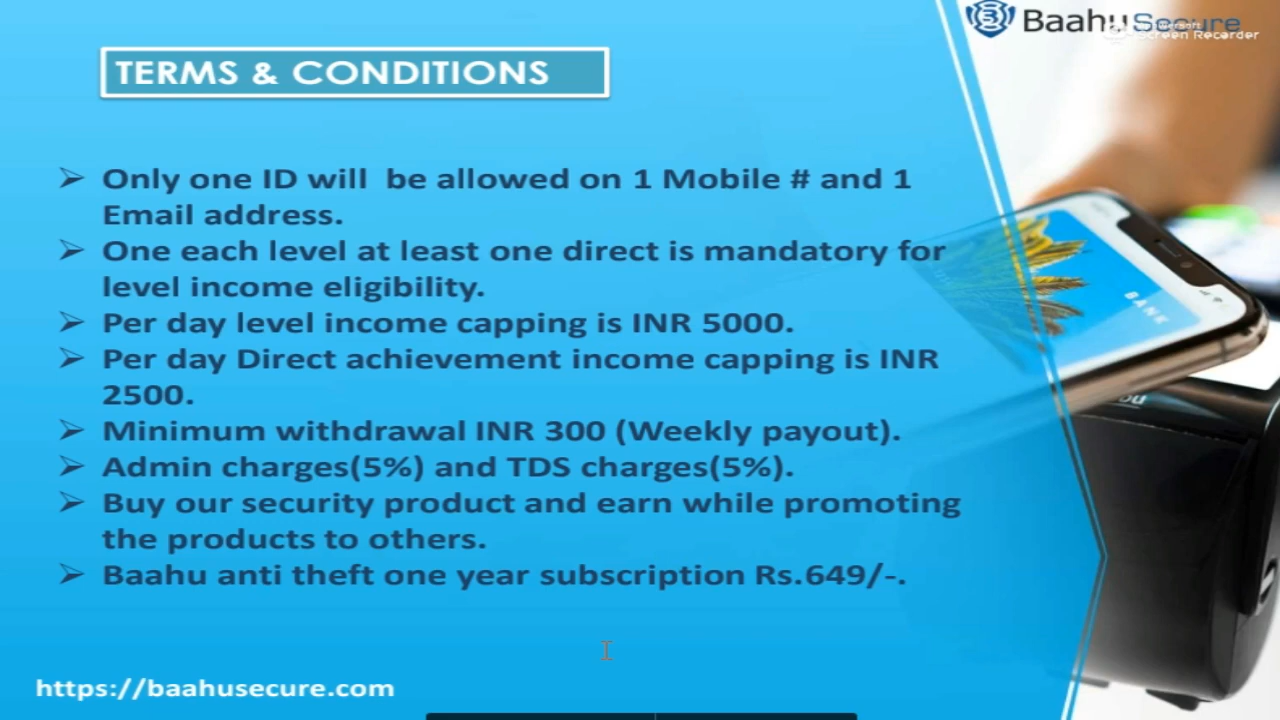 BaahuSecure
Screen Recorder
TERMS & CONDITIONS
Only one ID will be allowed on 1 Mobile # and 1
Email address.
One each level at least one direct is mandatory for
level income eligibility.
Per day level income capping is INR 5000.
Per day Direct achievement income capping is INR
2500.
Minimum withdrawal INR 300 (Weekly payout).
Admin charges(5%) and TDS charges(5%).
Buy our security product and earn while promoting
the products to others.
Baahu anti theft one year subscription Rs.649/-.
BANK
https://baahusecure.com